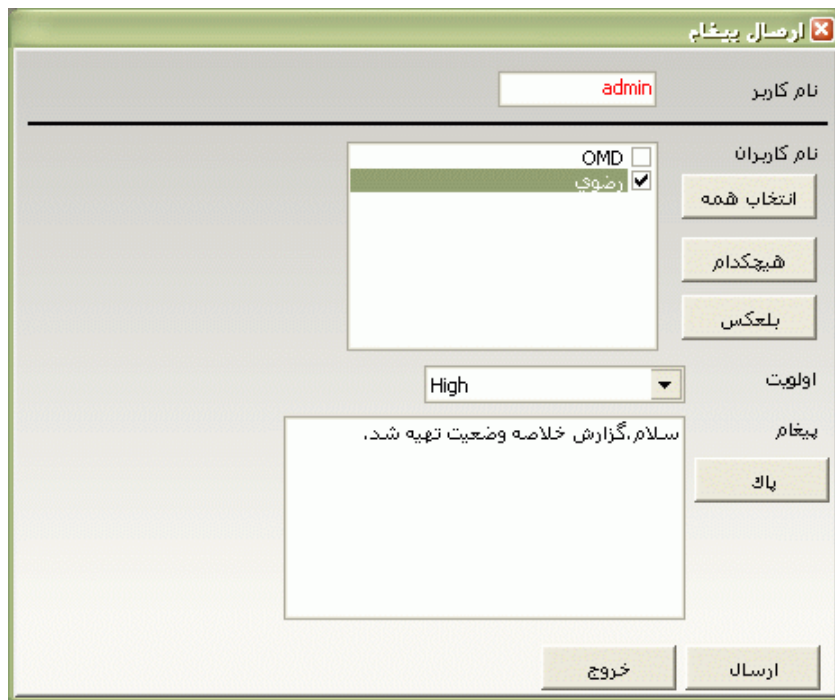 ارسال پیغام
نام کاربر
admin
نام کاربران
OMD
رضوي
انتخاب همه
هیچکدام
بلعکس
اولویت
High
پیغام
سلام،گزارش خلاصه وضعیت تهیه شد،
پاك
ارسال
خروج